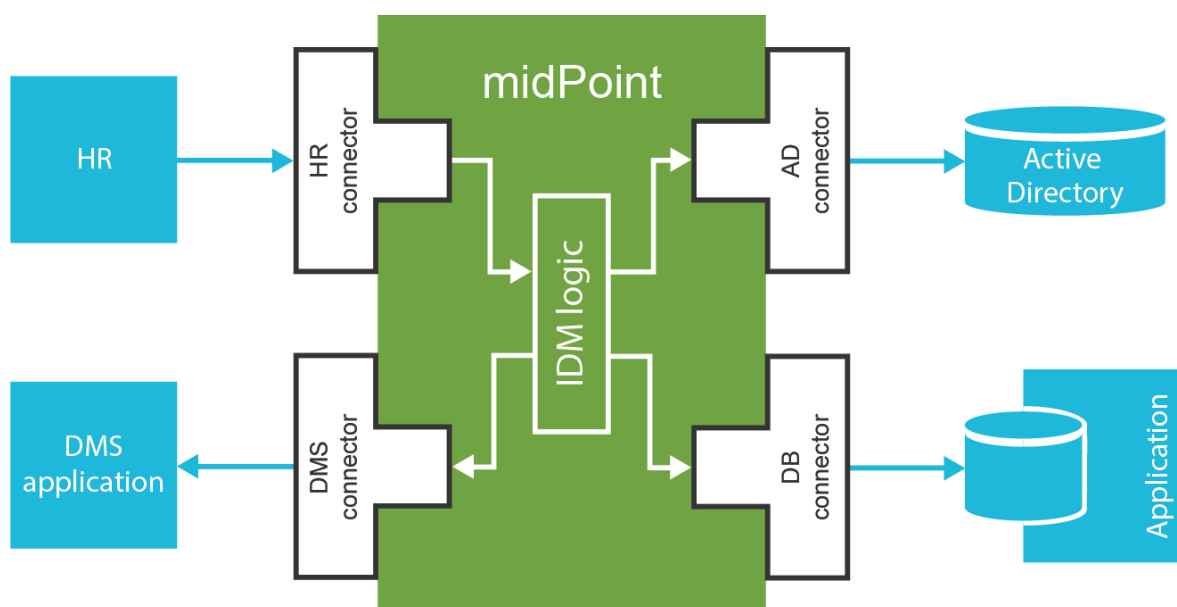 midPoint
HR
HR
connector
AD
connector
Active
Directory
IDM logic
DMS
application
DMS
connector
DB
connector
Application